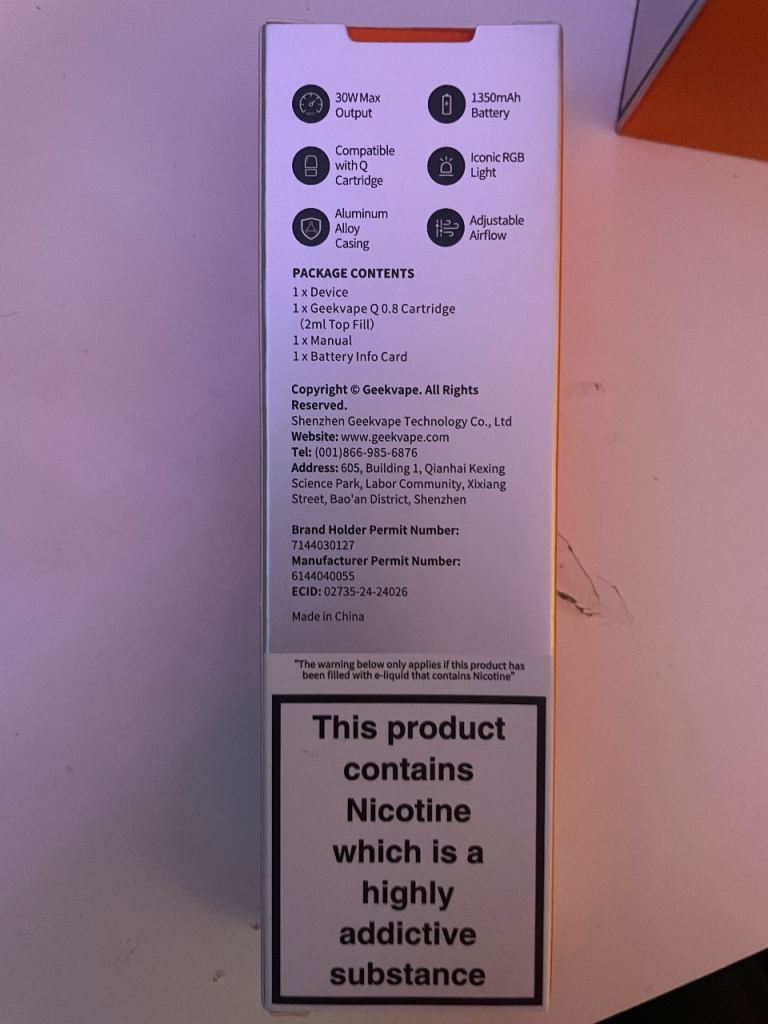 30W Max
Output
1350mAh
Battery
Compatible
with Q
Cartridge
Iconic RGB
Light
Aluminum
Alloy
Casing
Adjustable
Airflow
PACKAGE CONTENTS
1 x Device
1 x Geekvape Q 0.8 Cartridge
(2ml Top Fill)
1 x Manual
1 x Battery Info Card
Copyright © Geekvape. All Rights
Reserved.
Shenzhen Geekvape Technology Co., Ltd
Website: www.geekvape.com
Tel: (001)866-985-6876
Address: 605, Building 1, Qianhai Kexing
Science Park, Labor Community, Xixiang
Street, Bao'an District, Shenzhen
Brand Holder Permit Number:
7144030127
Manufacturer Permit Number:
6144040055
ECID: 02735-24-24026
Made in China
"The warning below only applies if this product has
been filled with e-liquid that contains Nicotine"
This product
contains
Nicotine
which is a
highly
addictive
substance